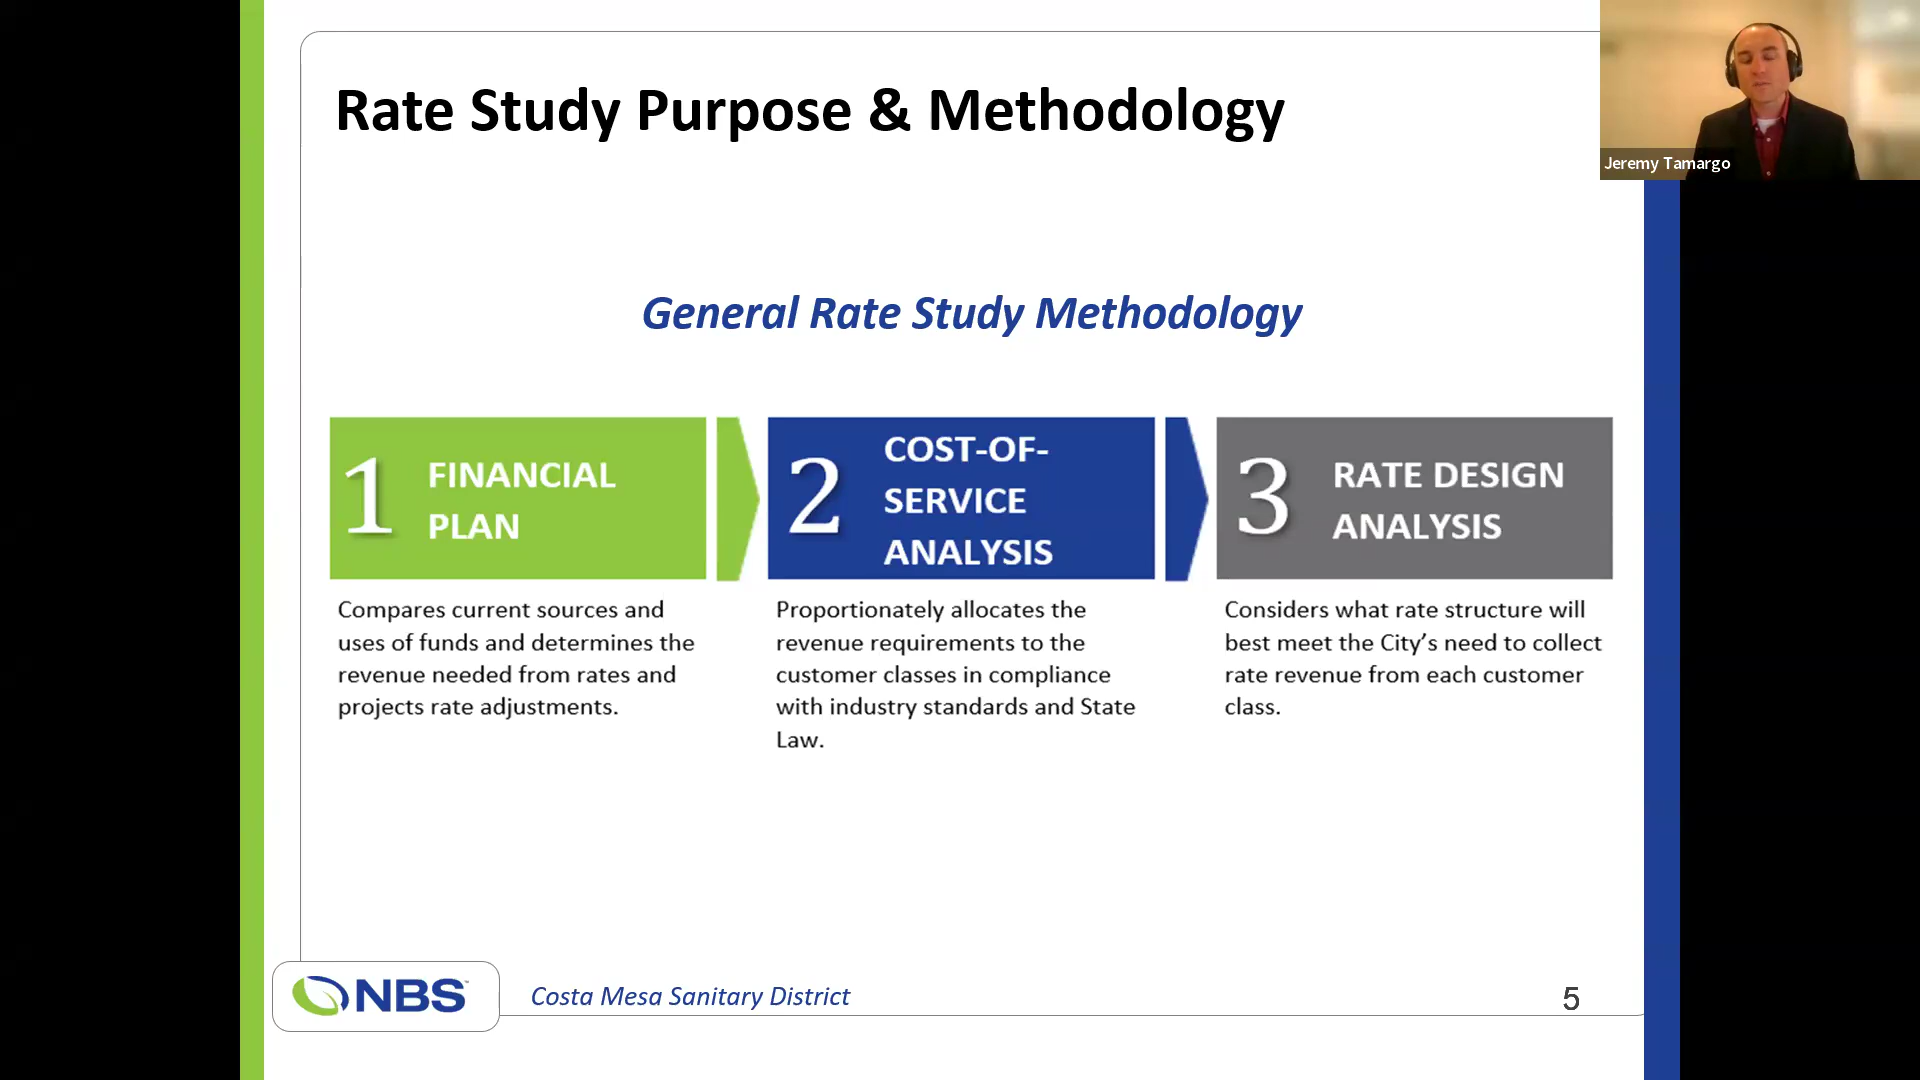 Rate Study Purpose & Methodology
Jeremy Tamargo
General Rate Study Methodology
1
FINANCIAL
PLAN
Compares current sources and
uses of funds and determines the
revenue needed from rates and
projects rate adjustments.
2
COST-OF-
SERVICE
ANALYSIS
Proportionately allocates the
revenue requirements to the
customer classes in compliance
with industry standards and State
Law.
3
RATE DESIGN
ANALYSIS
Considers what rate structure will
best meet the City’s need to collect
rate revenue from each customer
class.
NBS™
Costa Mesa Sanitary District
5